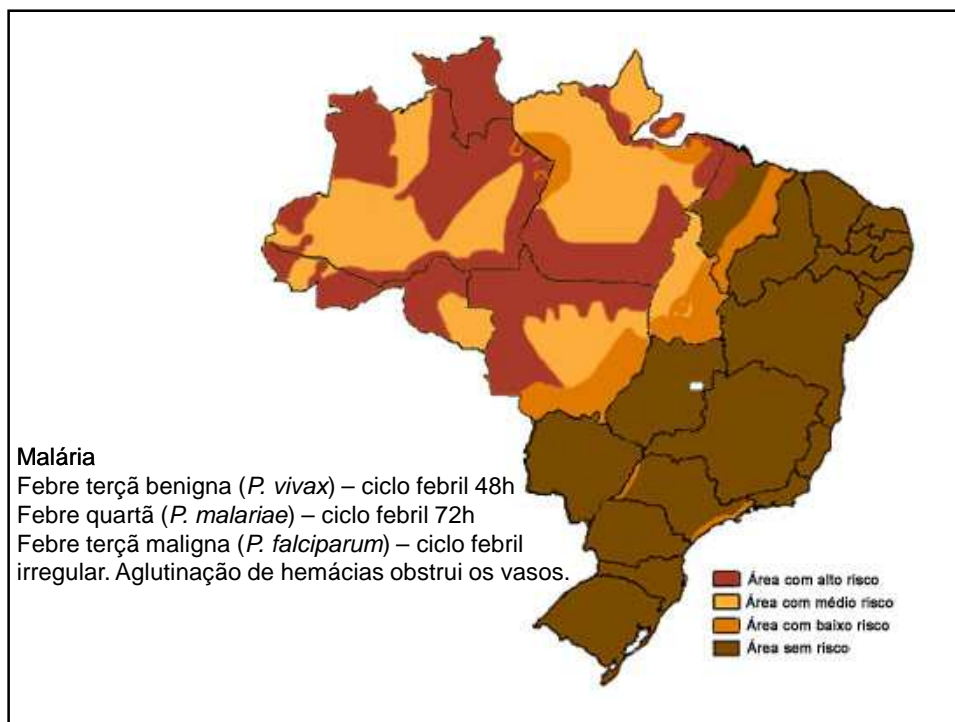 Malária
Febre terçã benigna (P. vivax) – ciclo febril 48h
Febre quartã (P. malariae) – ciclo febril 72h
Febre terçã maligna (P. falciparum) – ciclo febril
irregular. Aglutinação de hemácias obstrui os vasos.
Área com alto risco
Área com médio risco
Área com baixo risco
Área sem risco